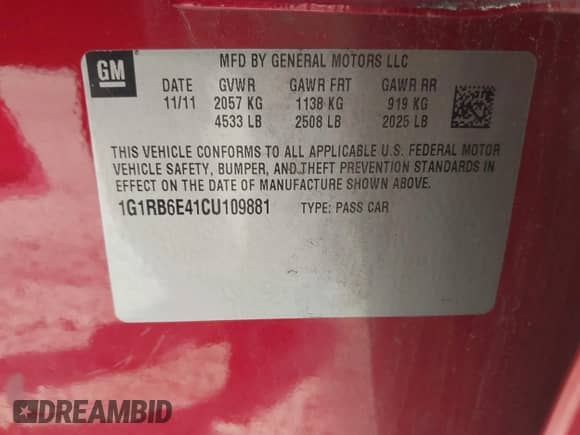 GM
MFD BY GENERAL MOTORS LLC
DATE GVWR GAWR FRT GAWR RR
11/11 2057 KG 1138 KG 919 KG
4533 LB 2508 LB 2025 LB
THIS VEHICLE CONFORMS TO ALL APPLICABLE U.S. FEDERAL MOTOR
VEHICLE SAFETY, BUMPER, AND THEFT PREVENTION STANDARDS
IN EFFECT ON THE DATE OF MANUFACTURE SHOWN ABOVE.
1G1RB6E41CU109881 TYPE: PASS CAR
DREAMBID